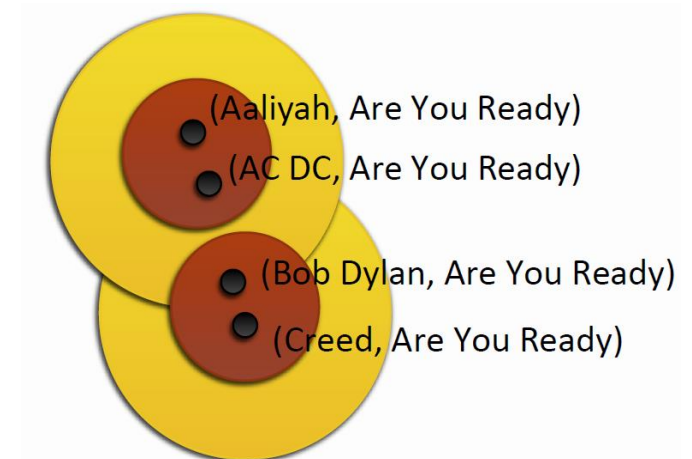 (Aaliyah, Are You Ready)
(AC DC, Are You Ready)
(Bob Dylan, Are You Ready)
(Creed, Are You Ready)